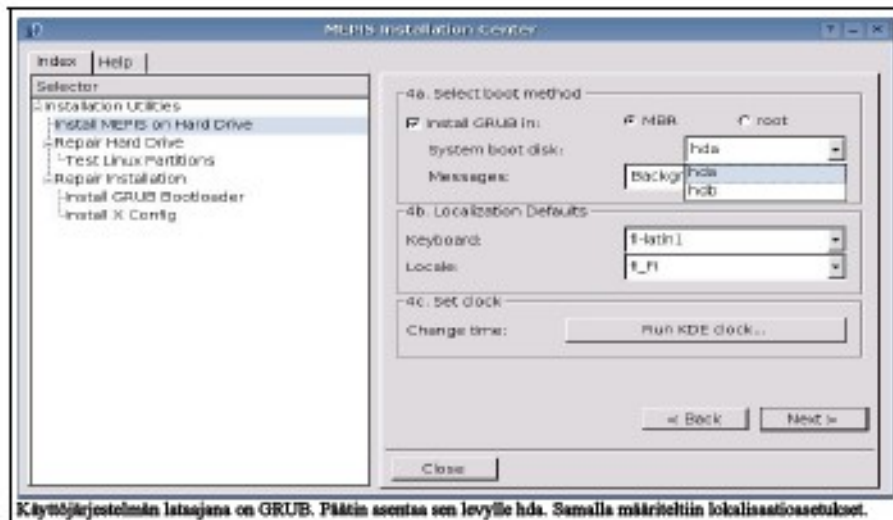 MEPIS Installation Center
Index Help
Selector
Installation Utilities
Install MEPIS on Hard Drive
Repair Hard Drive
Test Linux Partitions
Repair Installation
Install GRUB Bootloader
Install X Config
4a. Select boot method
Install GRUB in: MBR root
System boot disk: hda
hda
hdb
Messages: Backgr
4b. Localization Defaults
Keyboard: fi-latin1
Locale: fi_FI
4c. Set clock
Change time: Run KDE clock...
< Back Next >
Close
Käyttöjärjestelmän lataajana on GRUB. Päätin asentaa sen levylle hda. Samalla määriteltiin lokalisaatioasetukset.